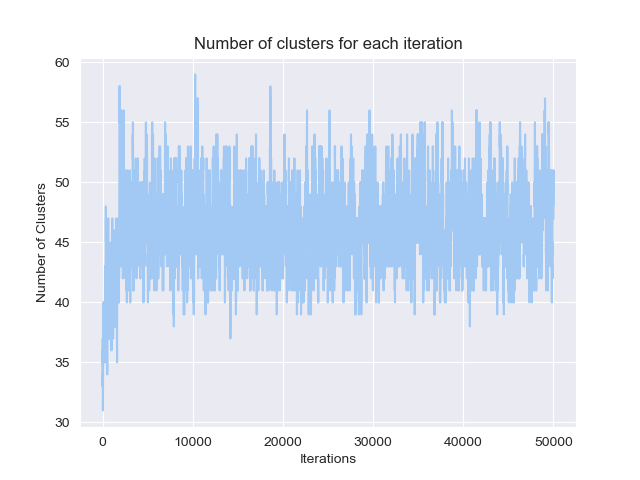 Number of clusters for each iteration
60
55
50
45
40
35
30
Number of Clusters
0 10000 20000 30000 40000 50000
Iterations